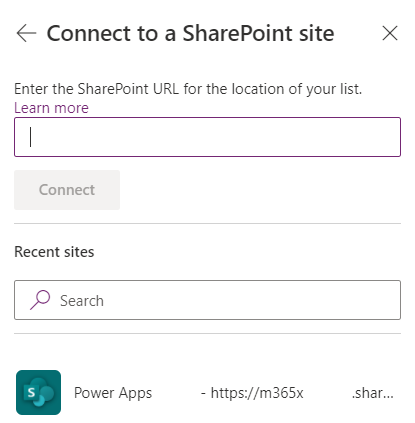 Connect to a SharePoint site
Enter the SharePoint URL for the location of your list.
Learn more
Connect
Recent sites
Search
S
Power Apps - https://m365x .shar...